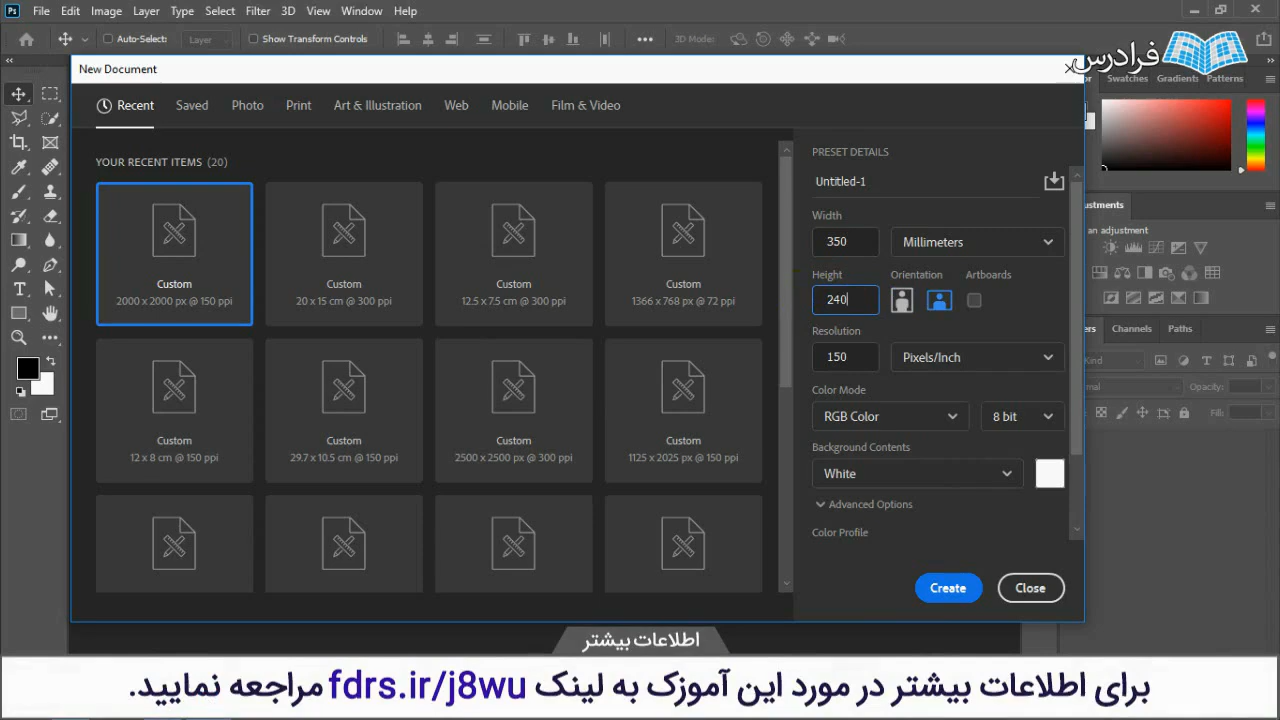 Ps File Edit Image Layer Type Select Filter 3D View Window Help
Auto-Select: Layer Show Transform Controls 3D Mode:
فرادرس
New Document
Swatches Gradients Patterns
Recent Saved Photo Print Art & Illustration Web Mobile Film & Video
YOUR RECENT ITEMS (20)
Custom
2000 x 2000 px @ 150 ppi
Custom
20 x 15 cm @ 300 ppi
Custom
12.5 x 7.5 cm @ 300 ppi
Custom
1366 x 768 px @ 72 ppi
Custom
12 x 8 cm @ 150 ppi
Custom
29.7 x 10.5 cm @ 150 ppi
Custom
2500 x 2500 px @ 300 ppi
Custom
1125 x 2025 px @ 150 ppi
PRESET DETAILS
Untitled-1
Width
350 Millimeters
Height Orientation Artboards
240
Resolution
150 Pixels/Inch
Color Mode
RGB Color 8 bit
Background Contents
White
Advanced Options
Color Profile
Create Close
justments
an adjustment
ers Channels Paths
Kind
mal Opacity:
Fill:
اطلاعات بیشتر
برای اطلاعات بیشتر در مورد این آموزک به لینک fdrs.ir/j8wu مراجعه نمایید.